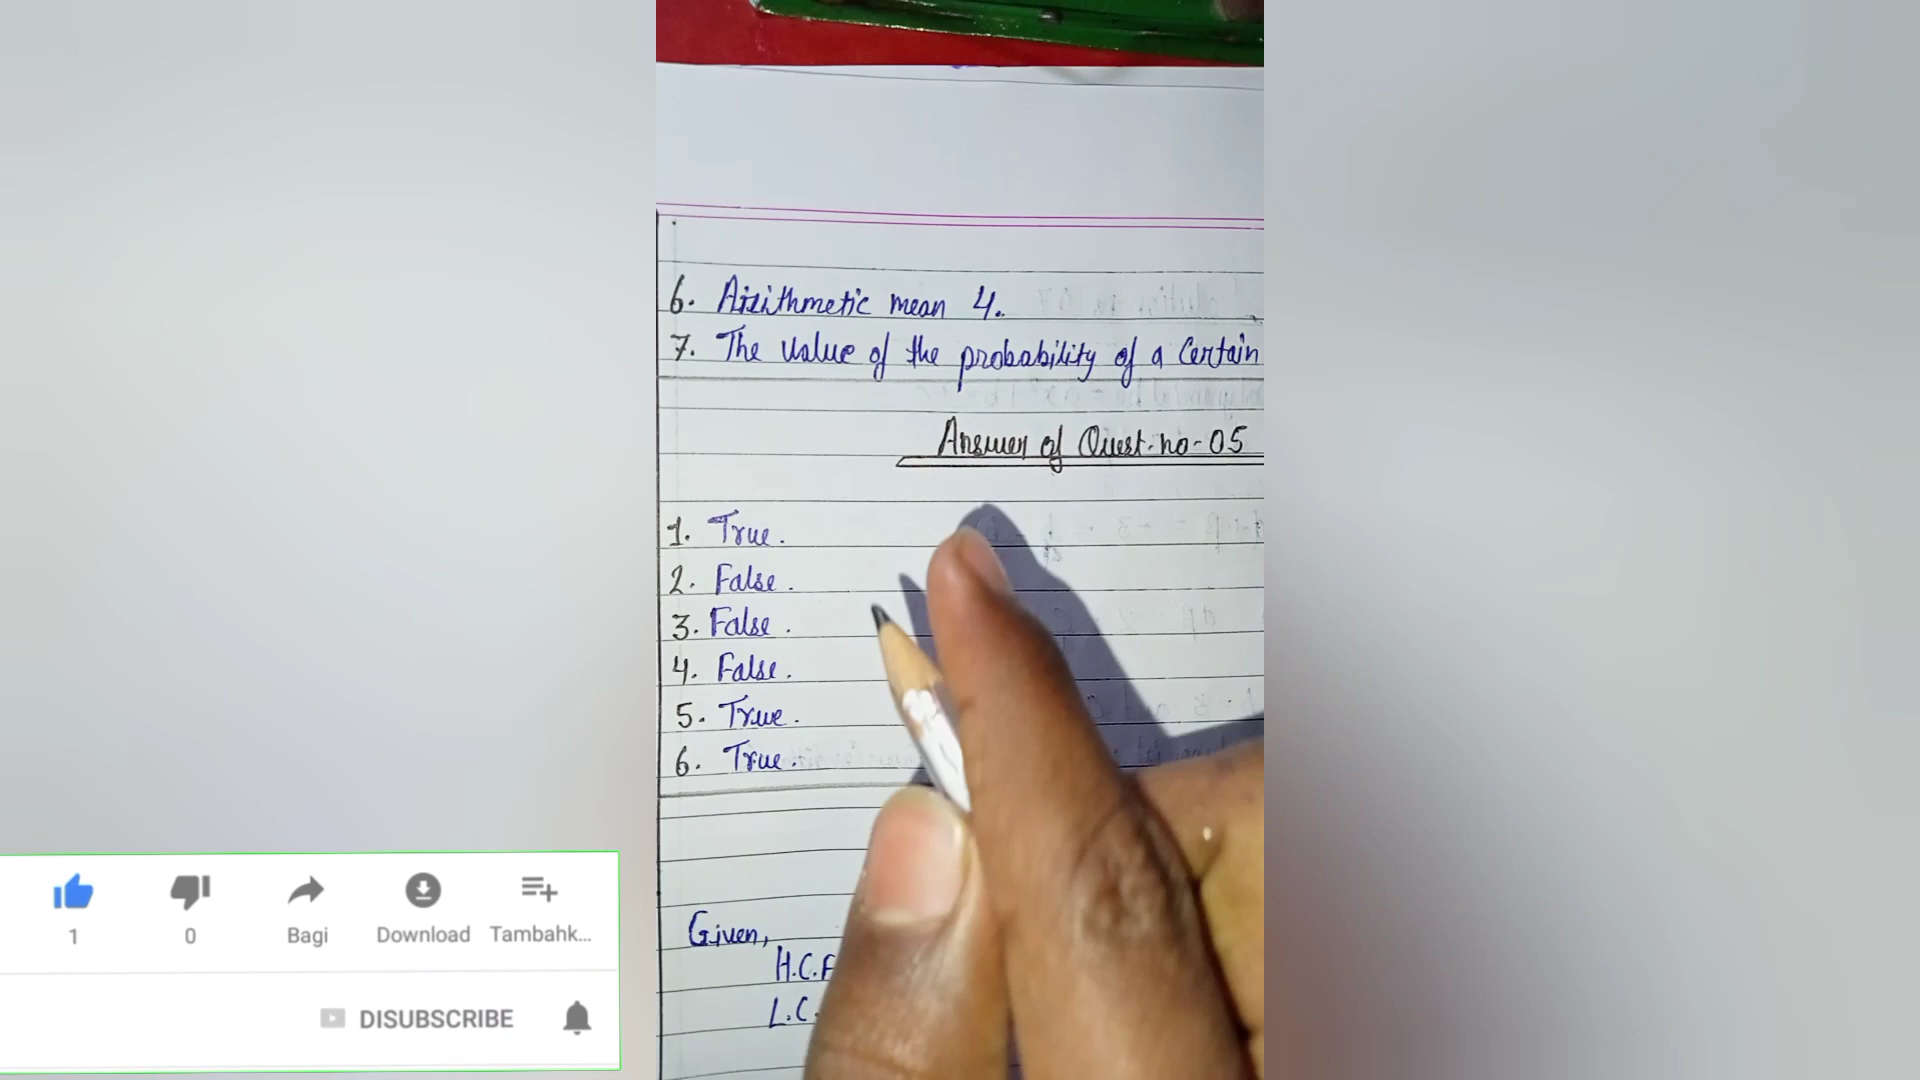 6. Arithmetic mean 4.
7. The value of the probability of a Certain
Answer of Quest. no - 05
1. True.
2. False.
3. False.
4. False.
5. True.
6. True.
Given,
H.C.F
L.C.
1
0
Bagi
Download
Tambahk...
DISUBSCRIBE